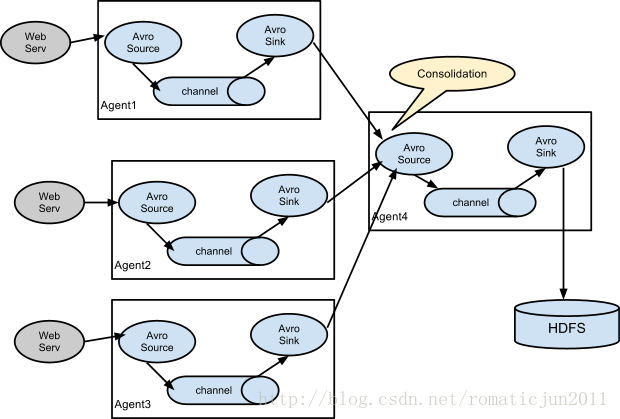 Web
Serv
Avro
Source
Avro
Sink
channel
Agent1
Consolidation
Avro
Source
Avro
Sink
channel
Agent4
Web
Serv
Avro
Source
Avro
Sink
channel
Agent2
HDFS
Web
Serv
Avro
Source
Avro
Sink
channel
Agent3
http://blog.csdn.net/romaticjun2011